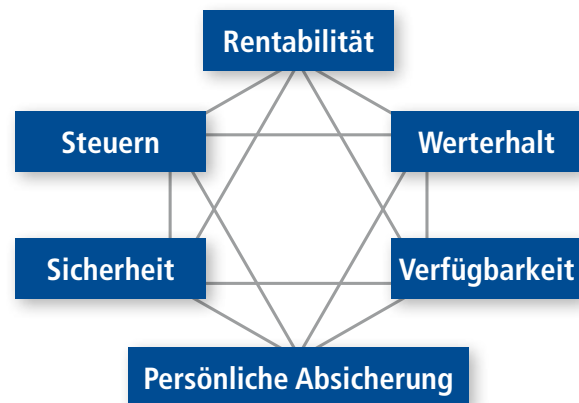 Rentabilität
Steuern
Werterhalt
Sicherheit
Verfügbarkeit
Persönliche Absicherung